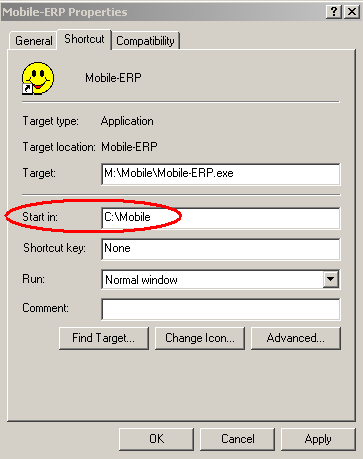 Mobile-ERP Properties
General Shortcut Compatibility
Mobile-ERP
Target type: Application
Target location: Mobile-ERP
Target: M:\Mobile\Mobile-ERP.exe
Start in: C:\Mobile
Shortcut key: None
Run: Normal window
Comment:
Find Target... Change Icon... Advanced...
OK Cancel Apply